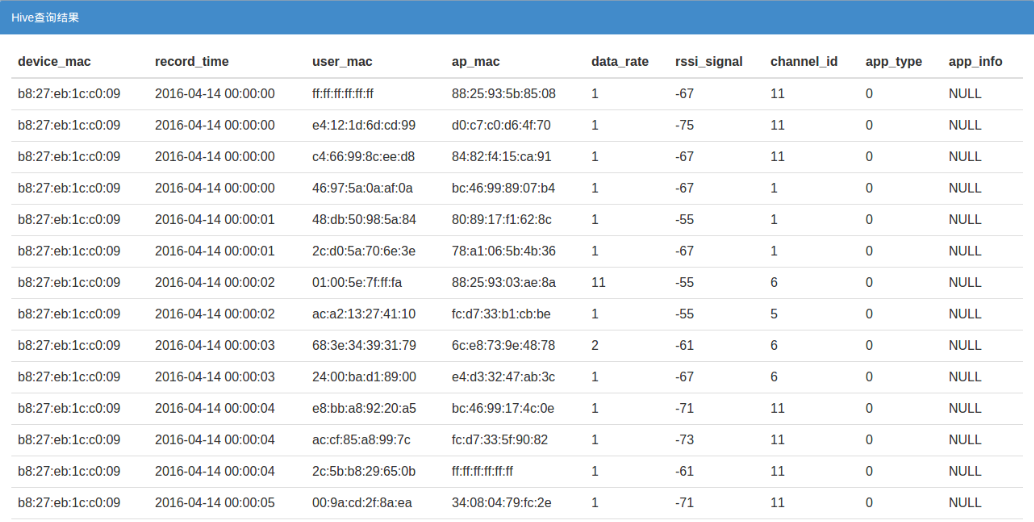 Hive查询结果
device_mac record_time user_mac ap_mac data_rate rssi_signal channel_id app_type app_info
b8:27:eb:1c:c0:09 2016-04-14 00:00:00 ff:ff:ff:ff:ff:ff 88:25:93:5b:85:08 1 -67 11 0 NULL
b8:27:eb:1c:c0:09 2016-04-14 00:00:00 e4:12:1d:6d:cd:99 d0:c7:c0:d6:4f:70 1 -75 11 0 NULL
b8:27:eb:1c:c0:09 2016-04-14 00:00:00 c4:66:99:8c:ee:d8 84:82:f4:15:ca:91 1 -67 11 0 NULL
b8:27:eb:1c:c0:09 2016-04-14 00:00:00 46:97:5a:0a:af:0a bc:46:99:89:07:b4 1 -67 1 0 NULL
b8:27:eb:1c:c0:09 2016-04-14 00:00:01 48:db:50:98:5a:84 80:89:17:f1:62:8c 1 -55 1 0 NULL
b8:27:eb:1c:c0:09 2016-04-14 00:00:01 2c:d0:5a:70:6e:3e 78:a1:06:5b:4b:36 1 -67 1 0 NULL
b8:27:eb:1c:c0:09 2016-04-14 00:00:02 01:00:5e:7f:ff:fa 88:25:93:03:ae:8a 11 -55 6 0 NULL
b8:27:eb:1c:c0:09 2016-04-14 00:00:02 ac:a2:13:27:41:10 fc:d7:33:b1:cb:be 1 -55 5 0 NULL
b8:27:eb:1c:c0:09 2016-04-14 00:00:03 68:3e:34:39:31:79 6c:e8:73:9e:48:78 2 -61 6 0 NULL
b8:27:eb:1c:c0:09 2016-04-14 00:00:03 24:00:ba:d1:89:00 e4:d3:32:47:ab:3c 1 -67 6 0 NULL
b8:27:eb:1c:c0:09 2016-04-14 00:00:04 e8:bb:a8:92:20:a5 bc:46:99:17:4c:0e 1 -71 11 0 NULL
b8:27:eb:1c:c0:09 2016-04-14 00:00:04 ac:cf:85:a8:99:7c fc:d7:33:5f:90:82 1 -73 11 0 NULL
b8:27:eb:1c:c0:09 2016-04-14 00:00:04 2c:5b:b8:29:65:0b ff:ff:ff:ff:ff:ff 1 -61 11 0 NULL
b8:27:eb:1c:c0:09 2016-04-14 00:00:05 00:9a:cd:2f:8a:ea 34:08:04:79:fc:2e 1 -71 11 0 NULL